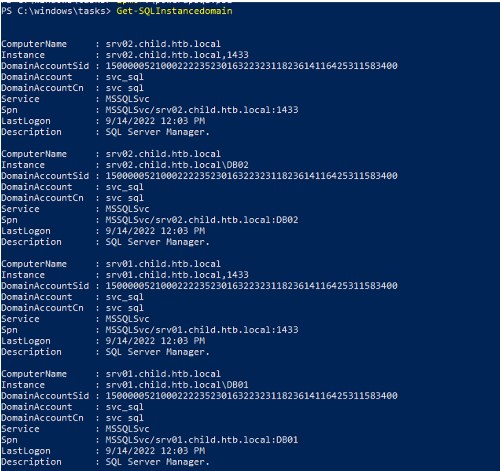 PS C:\windows\tasks> Get-SQLInstancedomain
ComputerName : srv02.child.htb.local
Instance : srv02.child.htb.local,1433
DomainAccountSid : 15000005210002223523016322323118236141164253115834​00
DomainAccount : svc_sql
DomainAccountCn : svc sql
Service : MSSQLSvc
Spn : MSSQLSvc/srv02.child.htb.local:1433
LastLogon : 9/14/2022 12:03 PM
Description : SQL Server Manager.
ComputerName : srv02.child.htb.local
Instance : srv02.child.htb.local\DB02
DomainAccountSid : 1500000521000222352301632232311823614116425311583400
DomainAccount : svc_sql
DomainAccountCn : svc sql
Service : MSSQLSvc
Spn : MSSQLSvc/srv02.child.htb.local:DB02
LastLogon : 9/14/2022 12:03 PM
Description : SQL Server Manager.
ComputerName : srv01.child.htb.local
Instance : srv01.child.htb.local,1433
DomainAccountSid : 1500000521000222352301632232311823614116425311583400
DomainAccount : svc_sql
DomainAccountCn : svc sql
Service : MSSQLSvc
Spn : MSSQLSvc/srv01.child.htb.local:1433
LastLogon : 9/14/2022 12:03 PM
Description : SQL Server Manager.
ComputerName : srv01.child.htb.local
Instance : srv01.child.htb.local\DB01
DomainAccountSid : 1500000521000222352301632232311823614116425311583400
DomainAccount : svc_sql
DomainAccountCn : svc sql
Service : MSSQLSvc
Spn : MSSQLSvc/srv01.child.htb.local:DB01
LastLogon : 9/14/2022 12:03 PM
Description : SQL Server Manager.